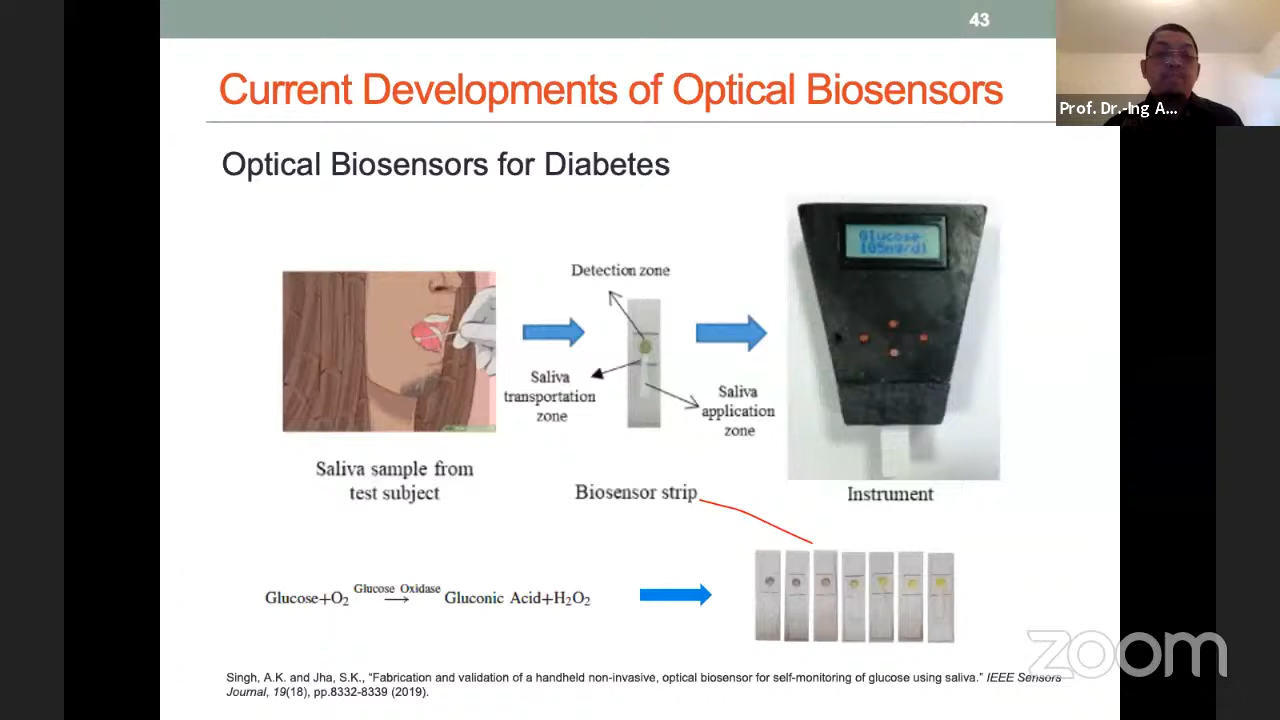 43
Prof. Dr.-Ing A...
Current Developments of Optical Biosensors
Optical Biosensors for Diabetes
Detection zone
Saliva
transportation
zone
Saliva
application
zone
Glucose
105mg/dl
Saliva sample from
test subject
Biosensor strip
Instrument
Glucose+O₂ Glucose Oxidase → Gluconic Acid+H₂O₂
zoom
Singh, A.K. and Jha, S.K., “Fabrication and validation of a handheld non-invasive, optical biosensor for self-monitoring of glucose using saliva.” IEEE Sensors
Journal, 19(18), pp.8332-8339 (2019).